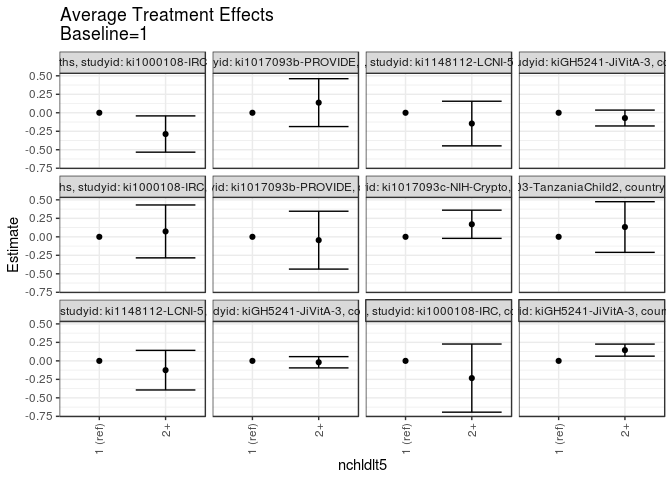 Average Treatment Effects
Baseline=1
ths, studyid: ki1000108-IRC
yid: ki1017093b-PROVIDE,
, studyid: ki1148112-LCNI-5
udyid: kiGH5241-JiVitA-3, co
0.50
0.25
0.00
-0.25
-0.50
-0.75
hs, studyid: ki1000108-IRC,
yid: ki1017093b-PROVIDE,
id: ki1017093c-NIH-Crypto,
03-TanzaniaChild2, country
0.50
0.25
0.00
-0.25
-0.50
-0.75
studyid: ki1148112-LCNI-5
dyid: kiGH5241-JiVitA-3, co
, studyid: ki1000108-IRC, co
id: kiGH5241-JiVitA-3, cour
0.50
0.25
0.00
-0.25
-0.50
-0.75
Estimate
1 (ref)
2+
1 (ref)
2+
1 (ref)
2+
1 (ref)
2+
nchldlt5